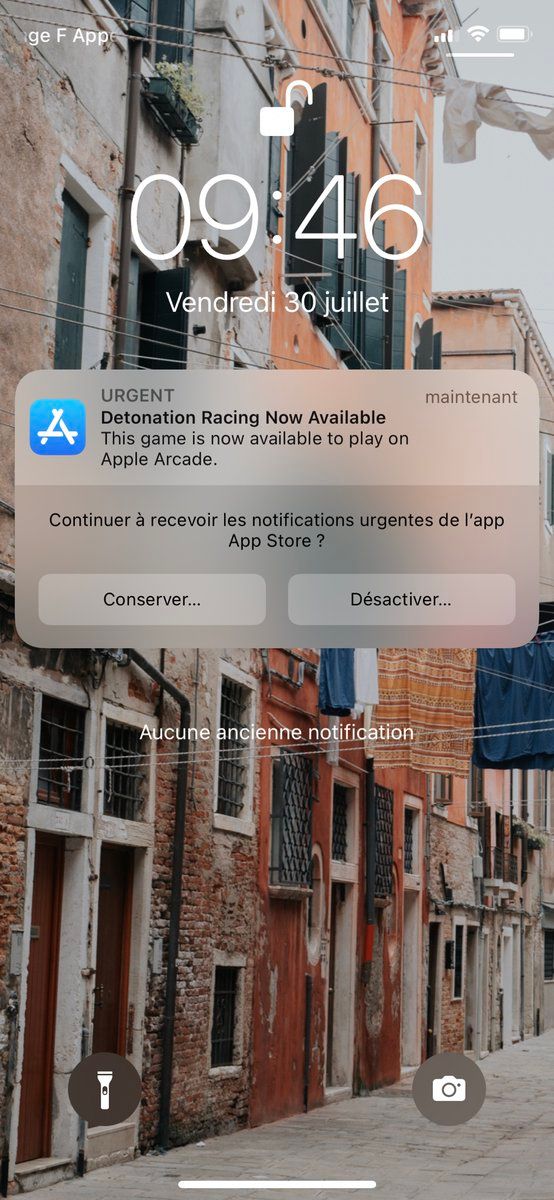 ge F App
09:46
Vendredi 30 juillet
URGENT
maintenant
Detonation Racing Now Available
This game is now available to play on
Apple Arcade.
Continuer à recevoir les notifications urgentes de l’app
App Store ?
Conserver...
Désactiver...
Aucune ancienne notification